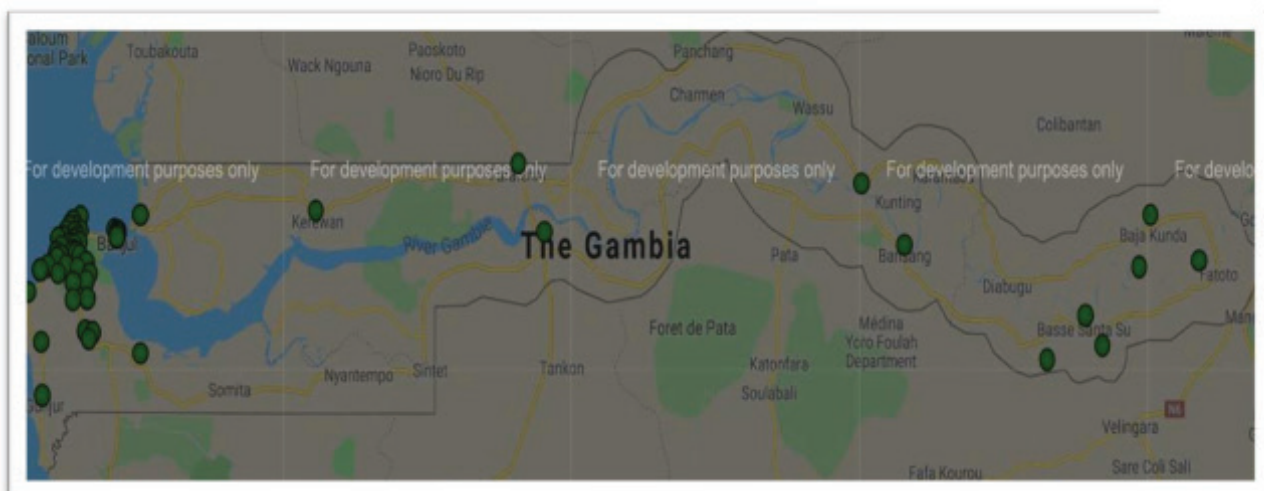 aloum
onal Park
Toubakouta
Wack Ngouna
Paoskoto
Nioro Du Rip
Panchang
Charmen
Wassu
Colibantan
For development purposes only
For development purposes only
For development purposes only
For development purposes only
For develo
Kerewan
Kunting
Banjul
River Gambia
The Gambia
Pata
Bansang
Baja Kunda
Fatoto
Diabugu
Basse Santa Su
Foret de Pata
Médina
Yoro Foulah
Department
Somita
Nyantempo
Sintet
Tankon
Katonfara
Soulabali
N6
Velingara
Fafa Kourou
Sare Coli Sali